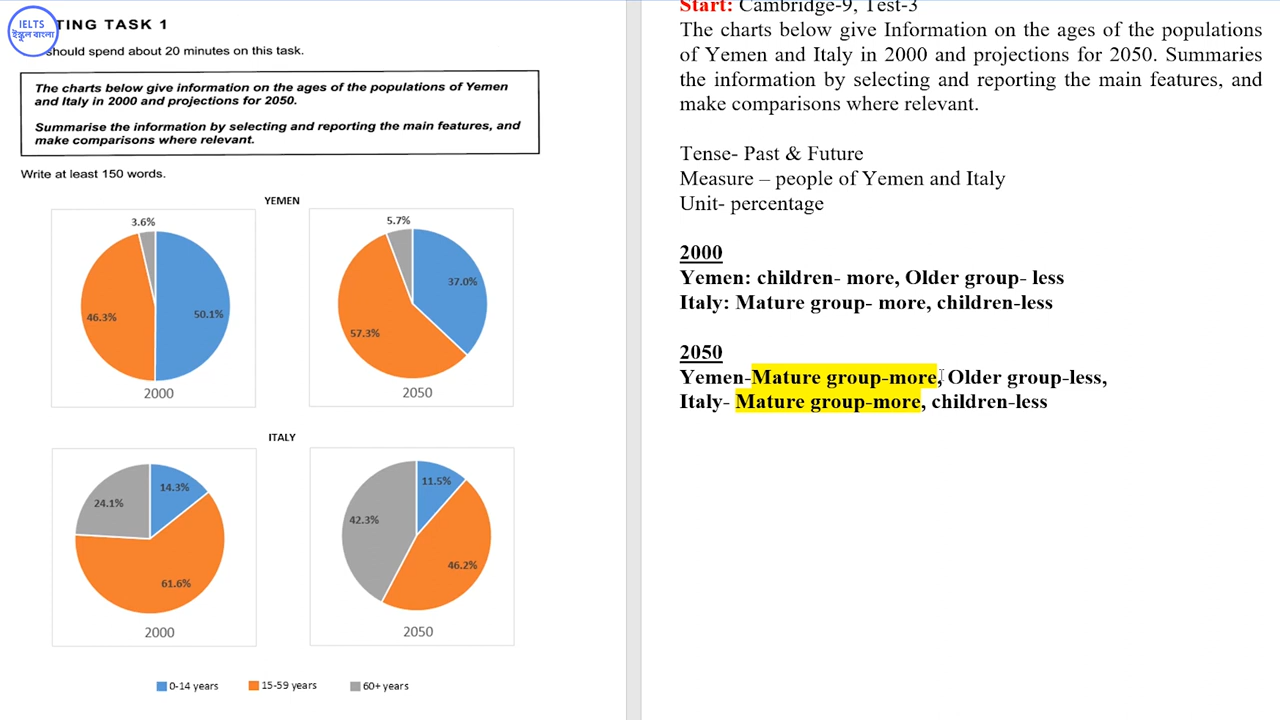 IELTS
ইস্কুল বাংলা
TING TASK 1
should spend about 20 minutes on this task.
The charts below give information on the ages of the populations of Yemen
and Italy in 2000 and projections for 2050.
Summarise the information by selecting and reporting the main features, and
make comparisons where relevant.
Write at least 150 words.
YEMEN
3.6%
46.3%
50.1%
2000
5.7%
37.0%
57.3%
2050
ITALY
14.3%
24.1%
61.6%
2000
11.5%
42.3%
46.2%
2050
0-14 years 15-59 years 60+ years
Start: Cambridge-9, Test-3
The charts below give Information on the ages of the populations
of Yemen and Italy in 2000 and projections for 2050. Summaries
the information by selecting and reporting the main features, and
make comparisons where relevant.
Tense- Past & Future
Measure – people of Yemen and Italy
Unit- percentage
2000
Yemen: children- more, Older group- less
Italy: Mature group- more, children-less
2050
Yemen-Mature group-more, Older group-less,
Italy- Mature group-more, children-less